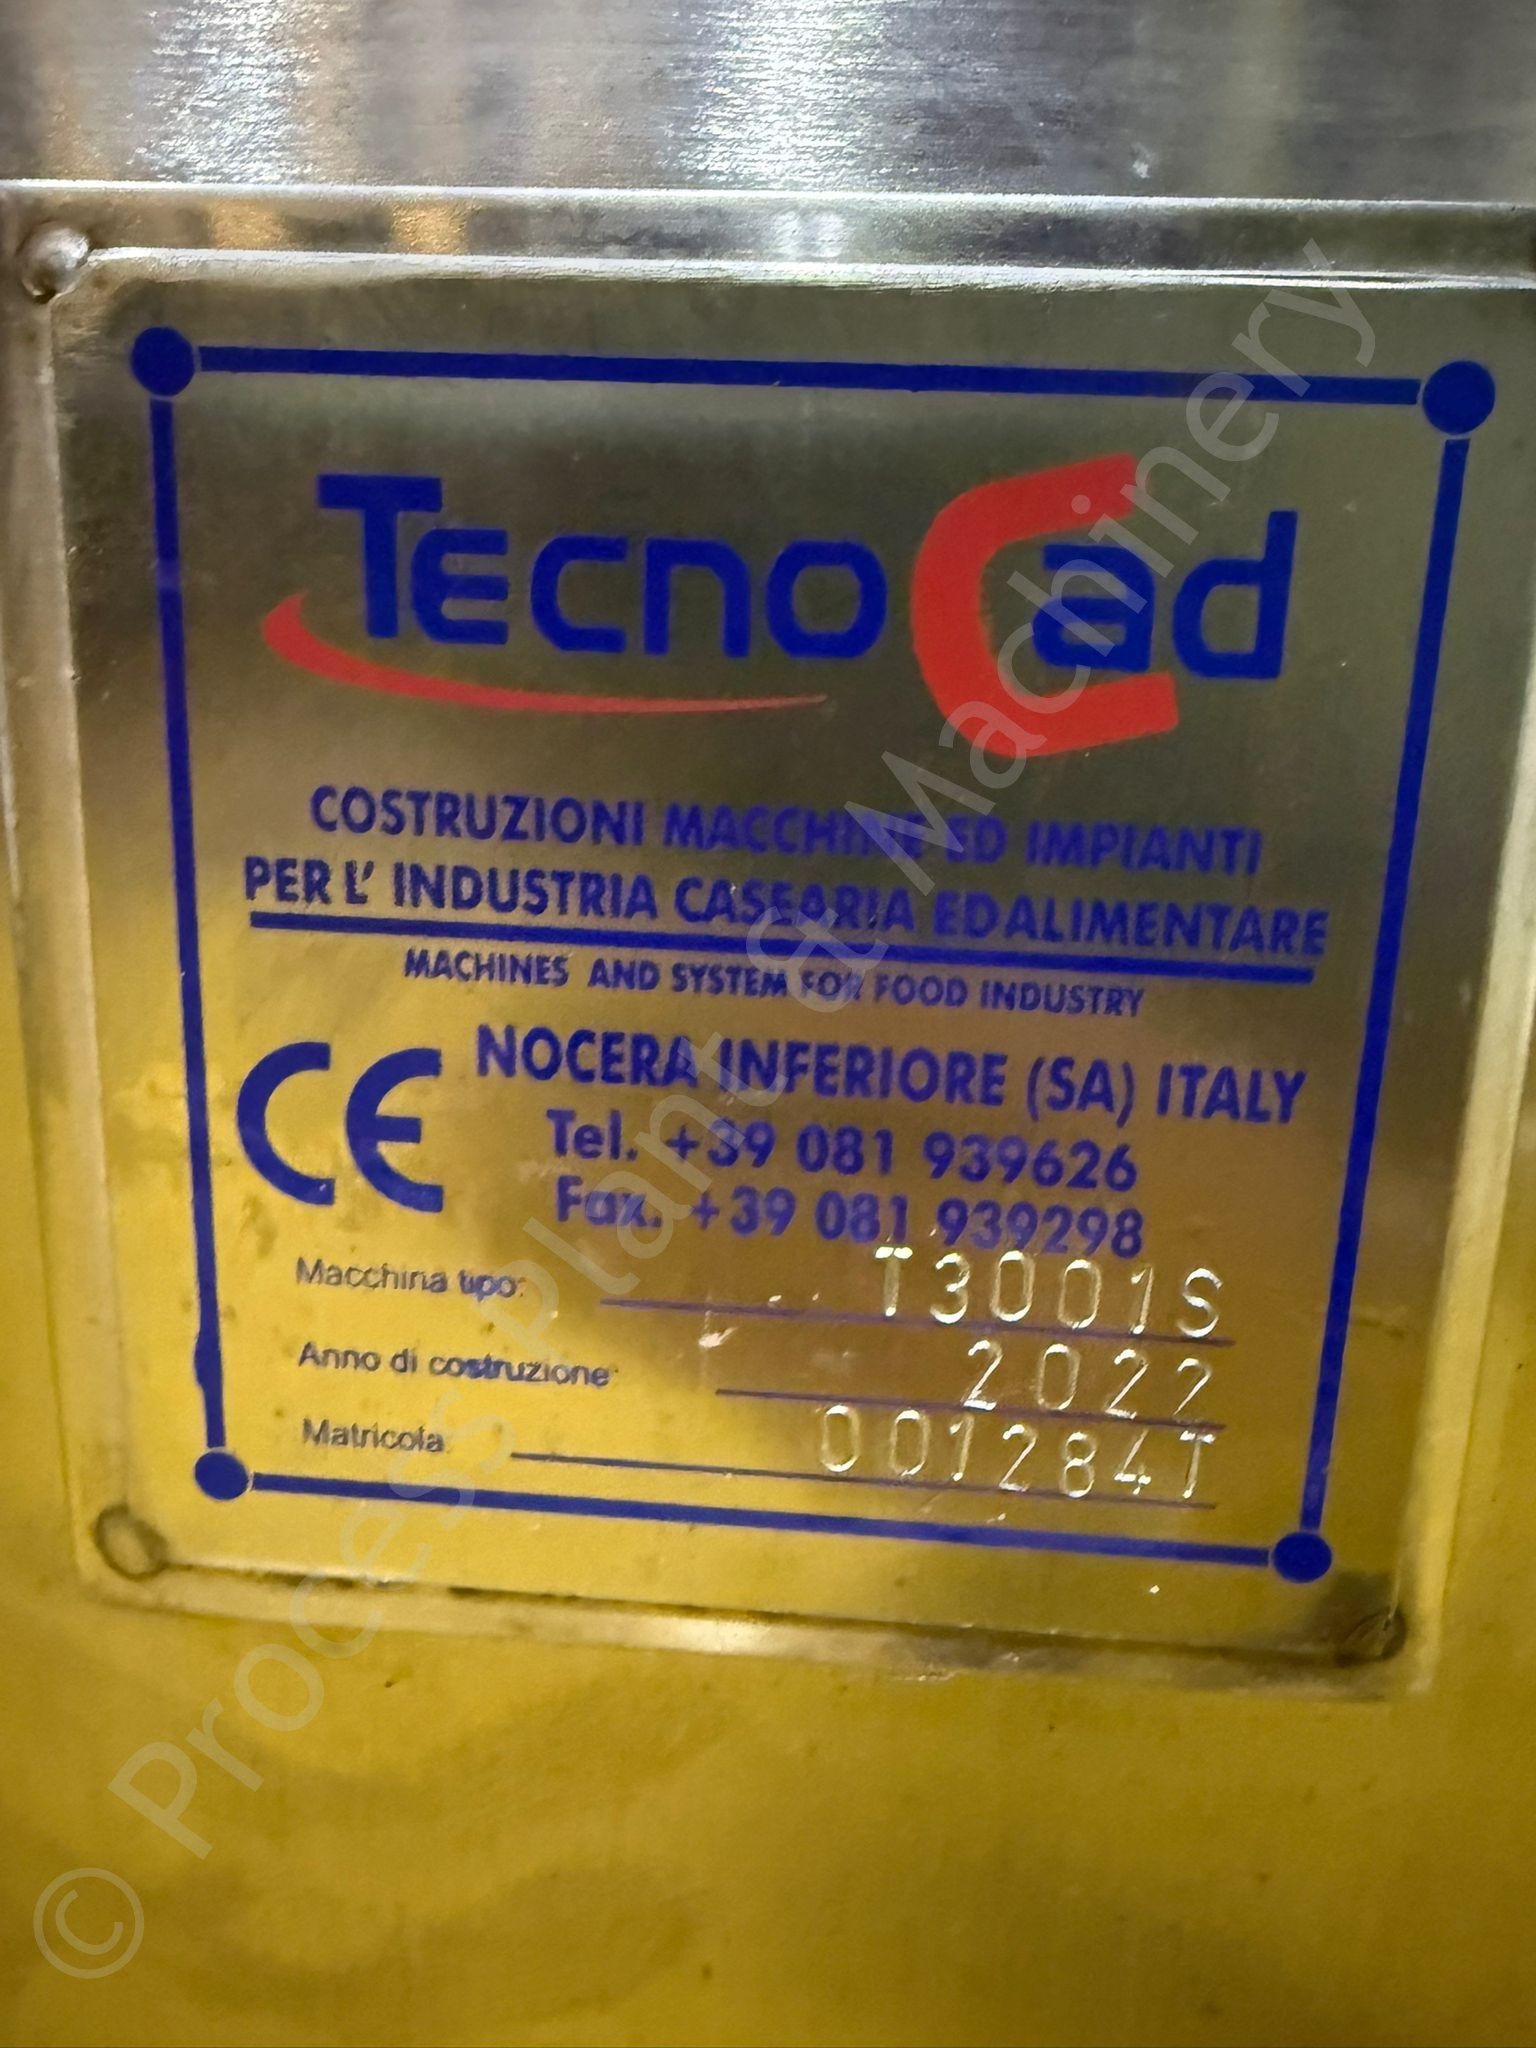 TECNOCad
COSTRUZIONI MACCHINE ED IMPIANTI
PER L' INDUSTRIA CASEARIA ED ALIMENTARE
MACHINES AND SYSTEM FOR FOOD INDUSTRY
CE
NOCERA INFERIORE (SA) ITALY
Tel. +39 081 939626
Fax. +39 081 939298
Macchina tipo: T3001S
Anno di costruzione: 2022
Matricola: 001284T
© Process Plant & Machinery